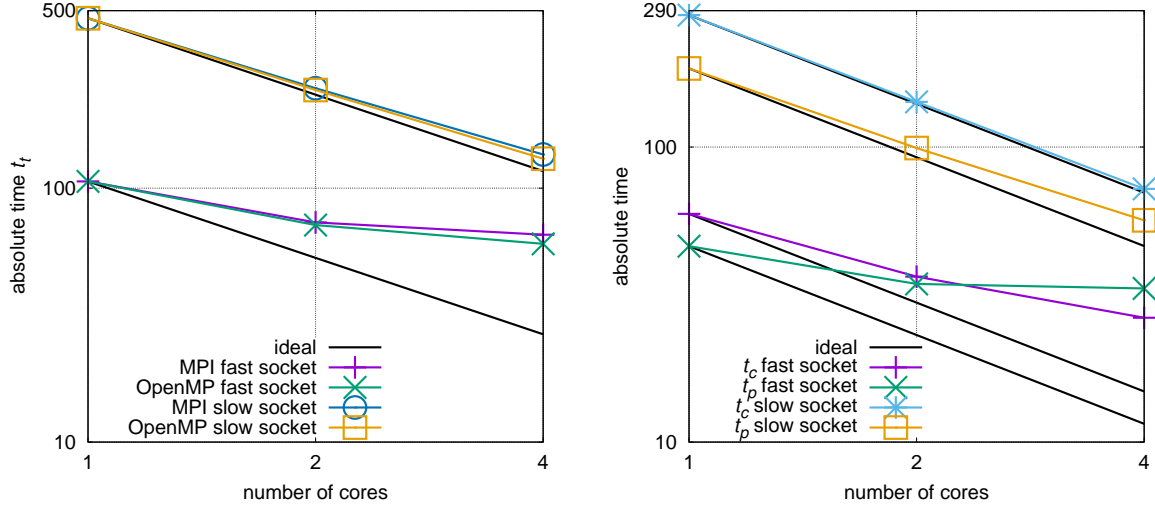 500
100
10
absolute time t_t
1
2
4
number of cores
ideal
MPI fast socket
OpenMP fast socket
MPI slow socket
OpenMP slow socket
290
100
10
absolute time
1
2
4
number of cores
ideal
t_c fast socket
t_p fast socket
t_c slow socket
t_p slow socket